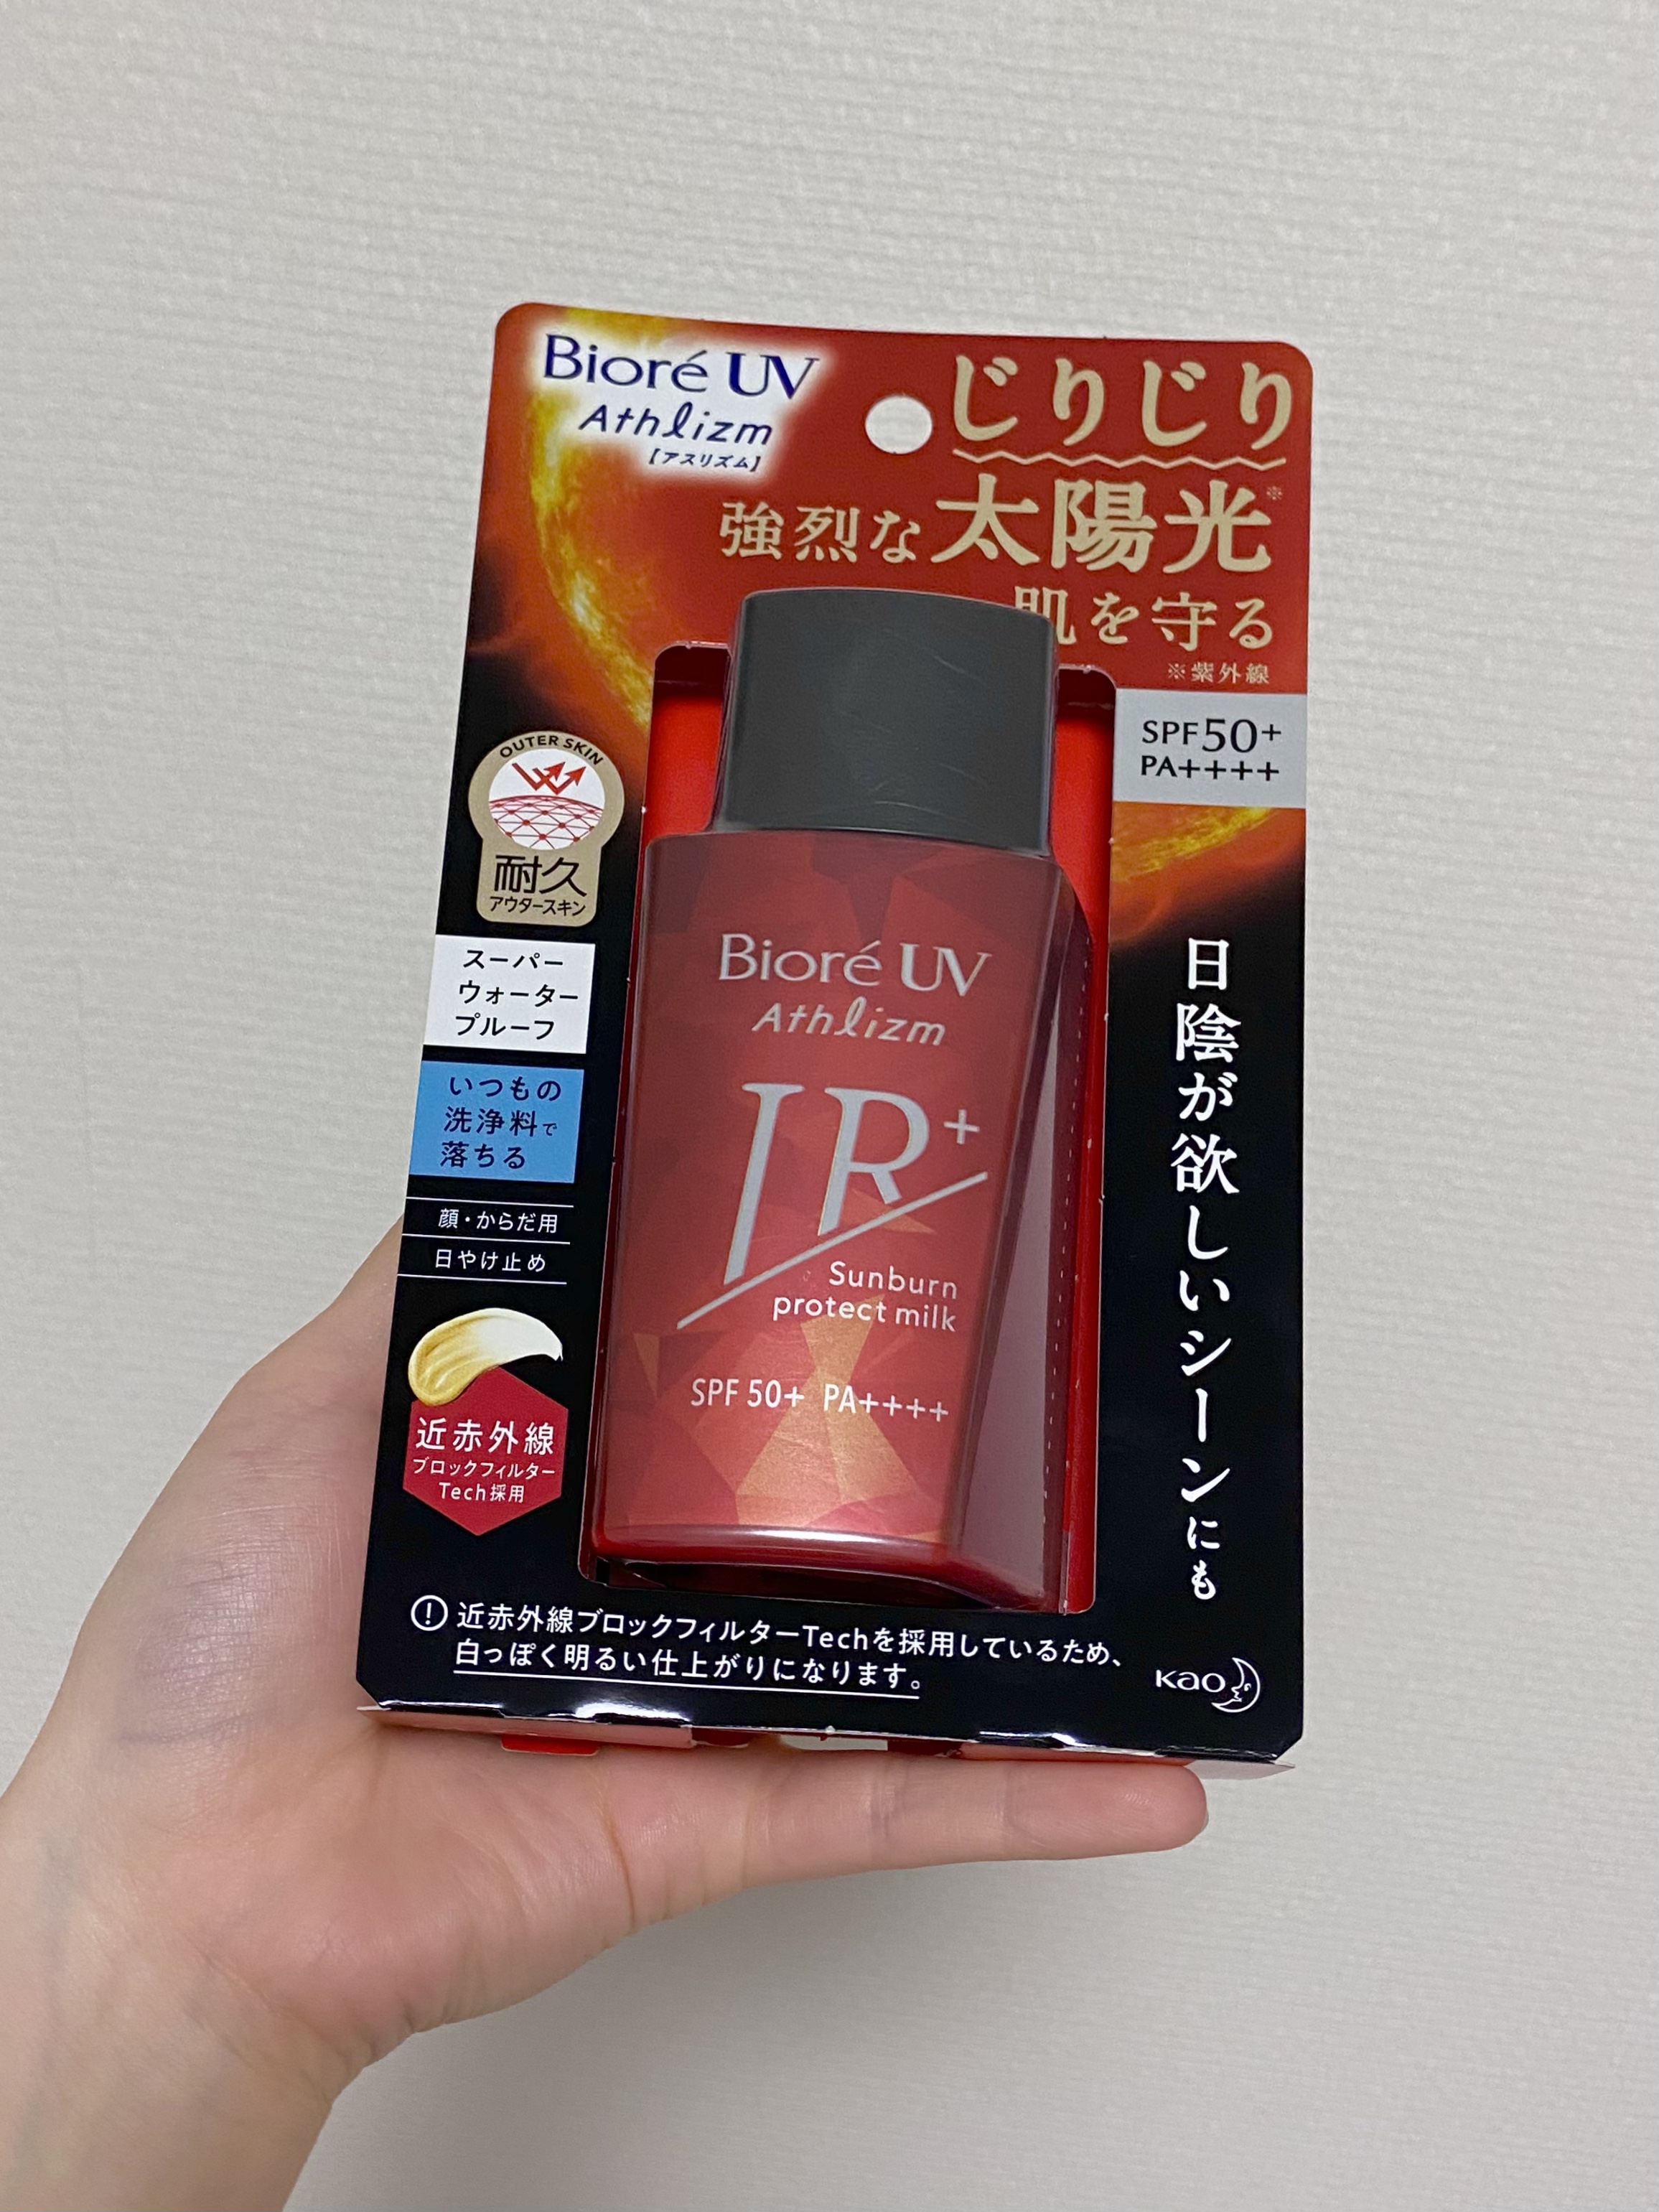 Bioré UV
Athlizm
【アスリズム】
じりじり
強烈な太陽光※
肌を守る
※紫外線
SPF50+
PA++++
OUTER SKIN
耐久
アウタースキン
スーパー
ウォーター
プルーフ
いつもの
洗浄料で
落ちる
顔・からだ用
日やけ止め
近赤外線
ブロックフィルター
Tech採用
Bioré UV
Athlizm
IR+
Sunburn
protect milk
SPF 50+ PA++++
日陰が欲しいシーンにも
! 近赤外線ブロックフィルターTechを採用しているため、
白っぽく明るい仕上がりになります。
Kao